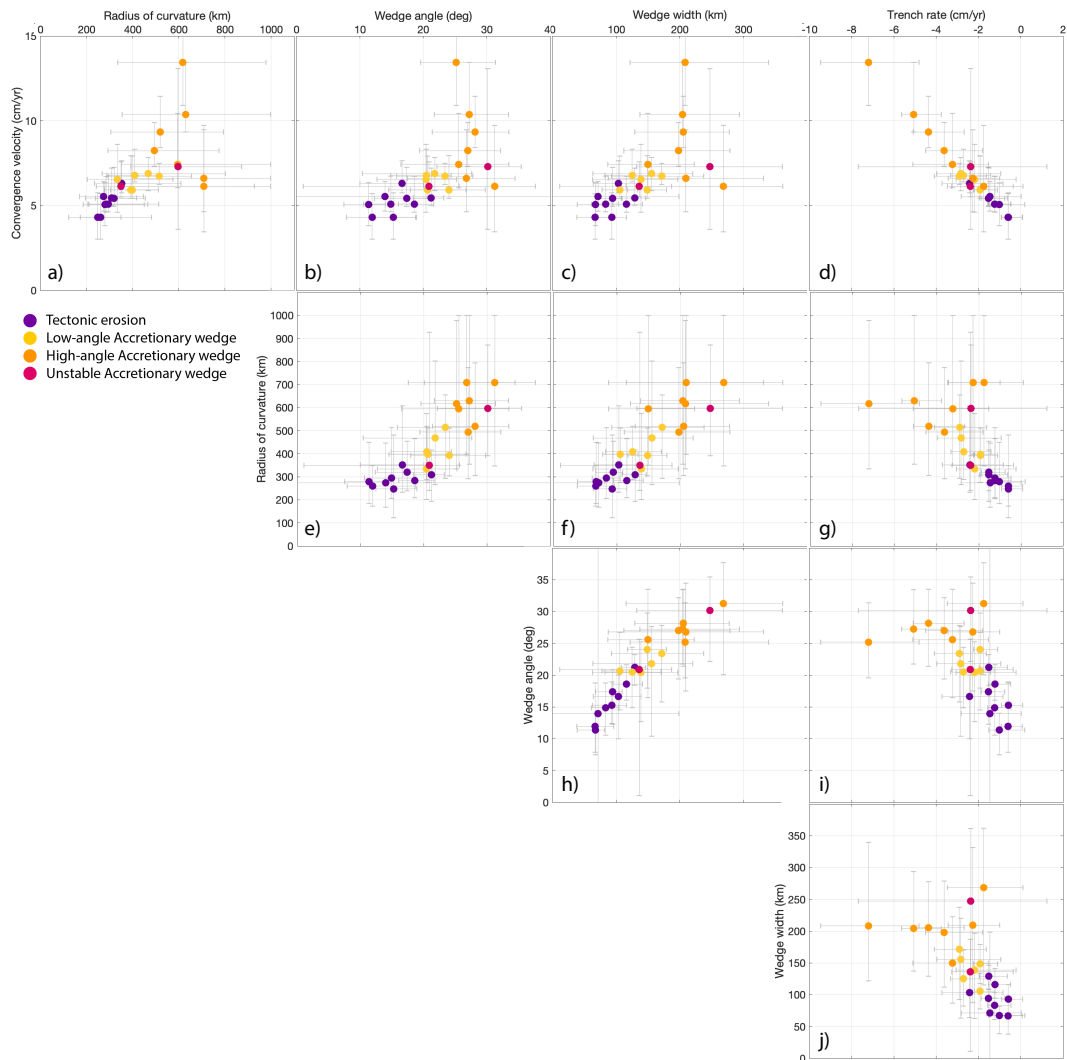 Radius of curvature (km)
Wedge angle (deg)
Wedge width (km)
Trench rate (cm/yr)
0 200 400 600 800 1000
0 10 20 30 40
40 100 200 300
-10 -8 -6 -4 -2 0 2
Convergence velocity (cm/yr)
15
10
5
0
a)
b)
c)
d)
Tectonic erosion
Low-angle Accretionary wedge
High-angle Accretionary wedge
Unstable Accretionary wedge
Radius of curvature (km)
1000
900
800
700
600
500
400
300
200
100
0
e)
f)
g)
Wedge angle (deg)
35
30
25
20
15
10
5
0
h)
i)
Wedge width (km)
350
300
250
200
150
100
50
0
j)